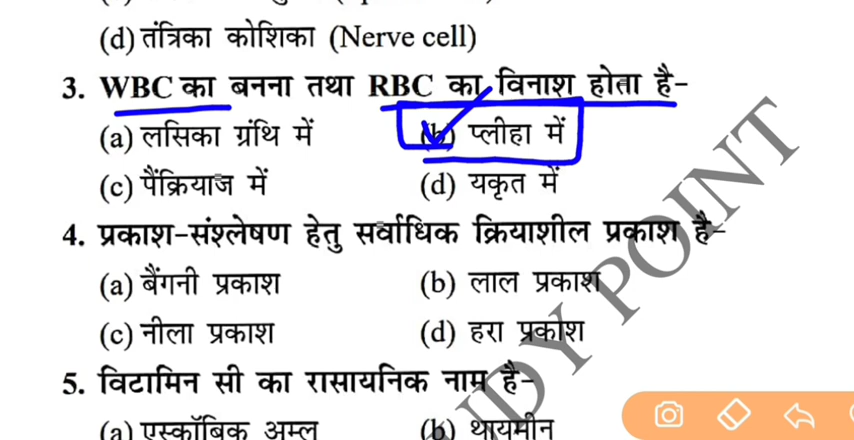 (d) तंत्रिका कोशिका (Nerve cell)
3. WBC का बनना तथा RBC का विनाश होता है-
(a) लसिका ग्रंथि में
(b) प्लीहा में
(c) पैंक्रियाज में
(d) यकृत में
4. प्रकाश-संश्लेषण हेतु सर्वाधिक क्रियाशील प्रकाश है-
(a) बैंगनी प्रकाश
(b) लाल प्रकाश
(c) नीला प्रकाश
(d) हरा प्रकाश
5. विटामिन सी का रासायनिक नाम है-
(a) एस्कॉबिक अम्ल
(b) थायमीन
POINT